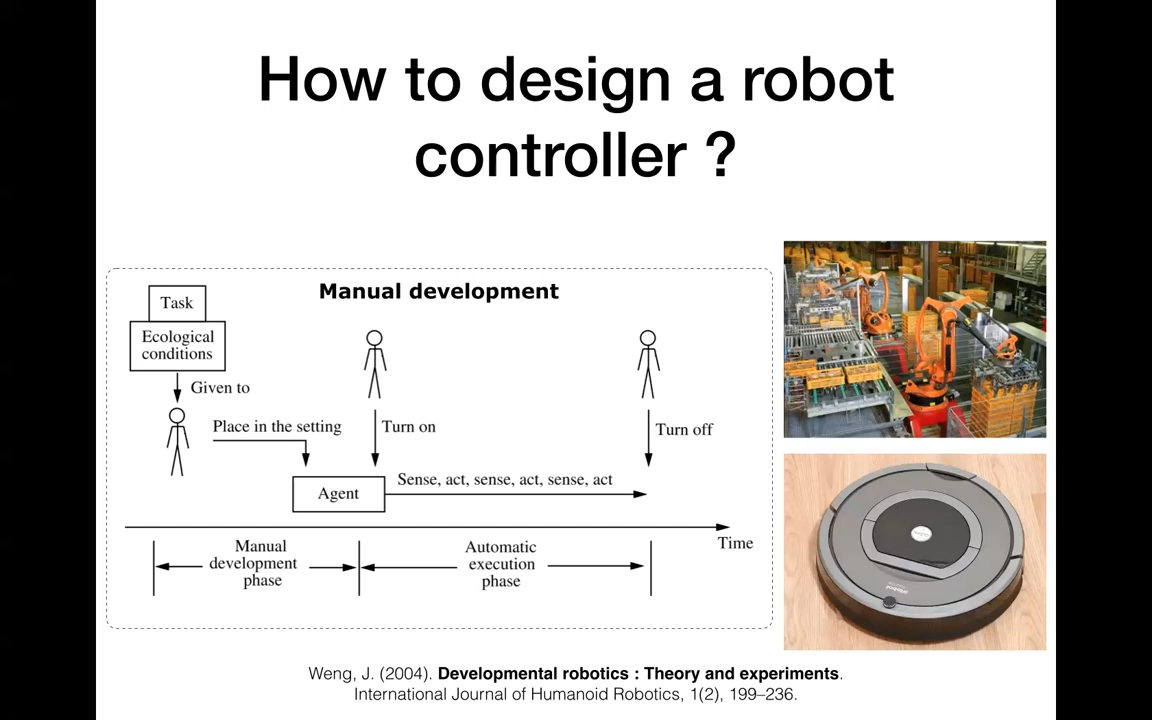 How to design a robot
controller ?
Manual development
Task
Ecological
conditions
Given to
Place in the setting
Turn on
Turn off
Agent
Sense, act, sense, act, sense, act
Time
Manual
development
phase
Automatic
execution
phase
iRobot
Weng, J. (2004). Developmental robotics : Theory and experiments.
International Journal of Humanoid Robotics, 1(2), 199–236.